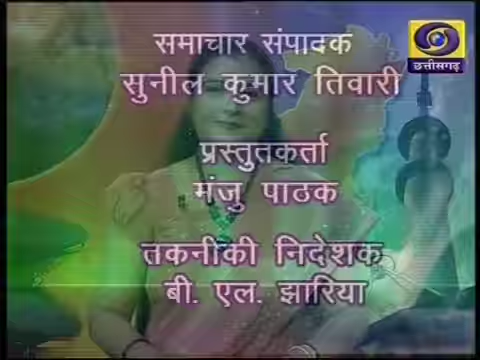 समाचार संपादक
सुनील कुमार तिवारी
छत्तीसगढ़
प्रस्तुतकर्ता
मंजु पाठक
तकनीकी निदेशक
बी. एल. झारिया